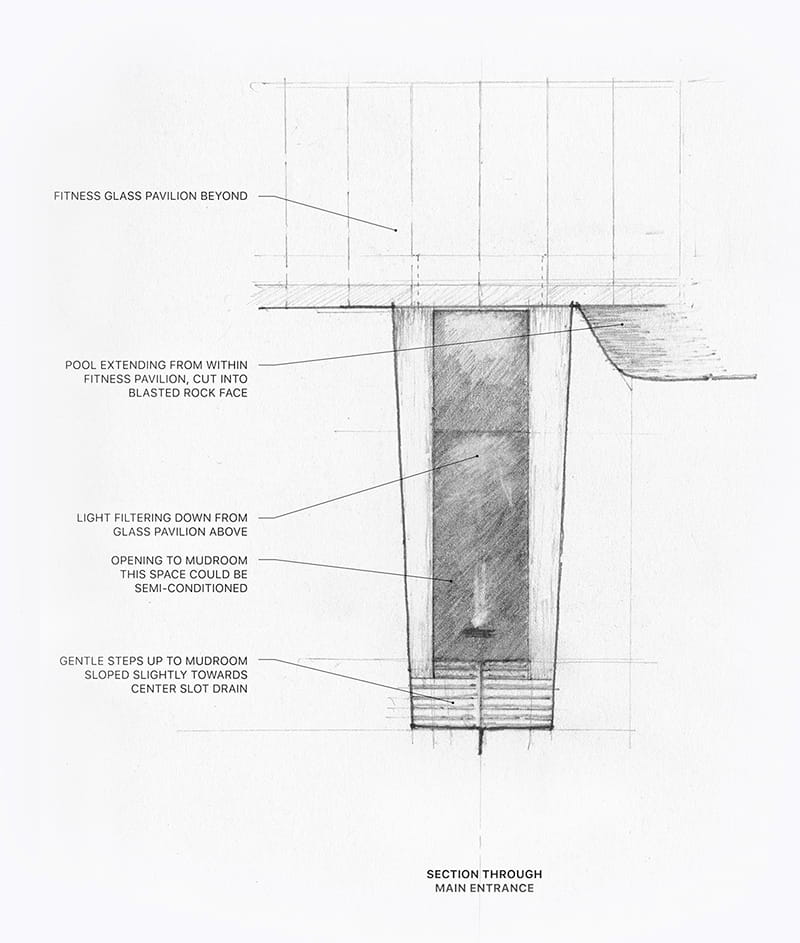 FITNESS GLASS PAVILION BEYOND
POOL EXTENDING FROM WITHIN
FITNESS PAVILION, CUT INTO
BLASTED ROCK FACE
LIGHT FILTERING DOWN FROM
GLASS PAVILION ABOVE
OPENING TO MUDROOM
THIS SPACE COULD BE
SEMI-CONDITIONED
GENTLE STEPS UP TO MUDROOM
SLOPED SLIGHTLY TOWARDS
CENTER SLOT DRAIN
SECTION THROUGH
MAIN ENTRANCE